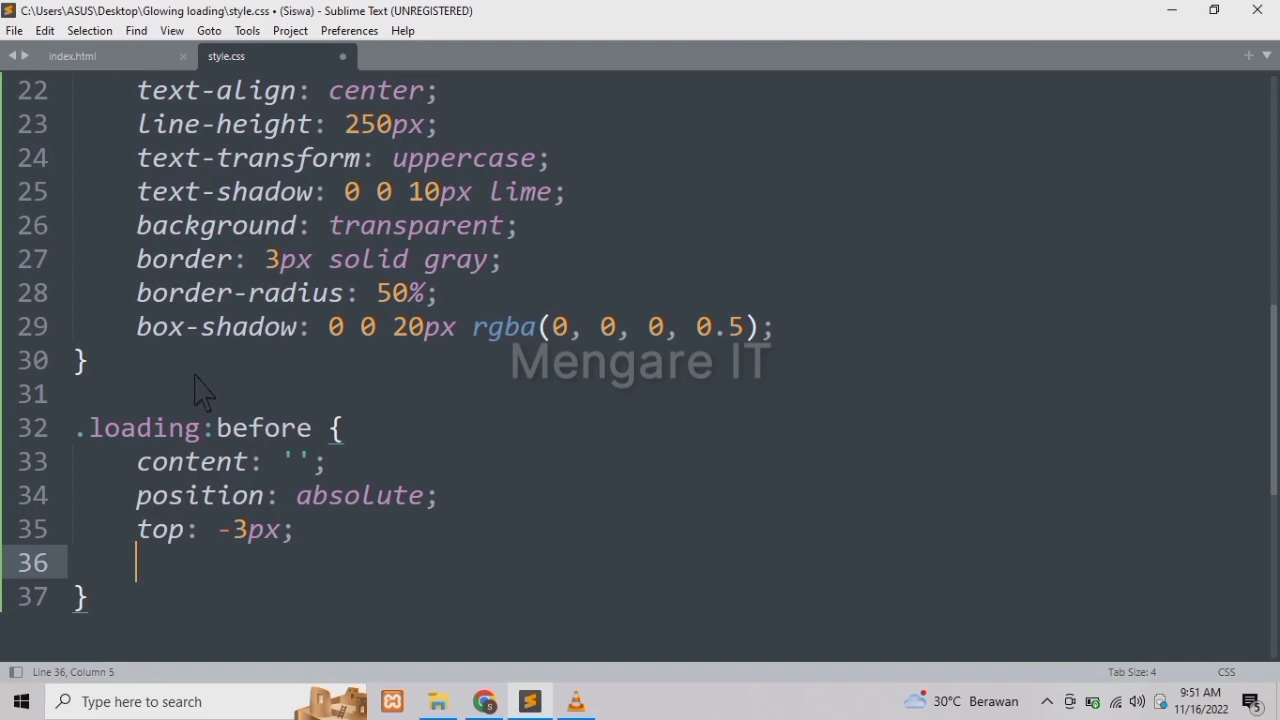 C:\Users\ASUS\Desktop\Glowing loading\style.css • (Siswa) - Sublime Text (UNREGISTERED)
File Edit Selection Find View Goto Tools Project Preferences Help
index.html × style.css
22 text-align: center;
23 line-height: 250px;
24 text-transform: uppercase;
25 text-shadow: 0 0 10px lime;
26 background: transparent;
27 border: 3px solid gray;
28 border-radius: 50%;
29 box-shadow: 0 0 20px rgba(0, 0, 0, 0.5);
30 }
Mengare IT
31
32 .loading:before {
33 content: '';
34 position: absolute;
35 top: -3px;
36
37 }
Line 36, Column 5 Tab Size: 4 CSS
Type here to search 30°C Berawan 9:51 AM
11/16/2022 5